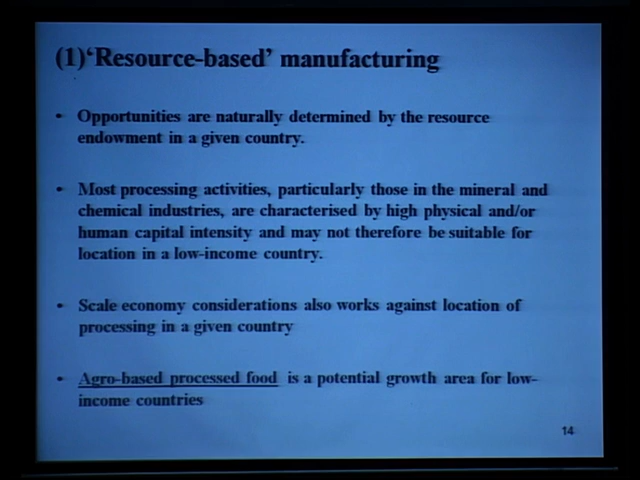 (1)‘Resource-based’ manufacturing
• Opportunities are naturally determined by the resource
endowment in a given country.
• Most processing activities, particularly those in the mineral and
chemical industries, are characterised by high physical and/or
human capital intensity and may not therefore be suitable for
location in a low-income country.
• Scale economy considerations also works against location of
processing in a given country
• Agro-based processed food is a potential growth area for low-
income countries
14